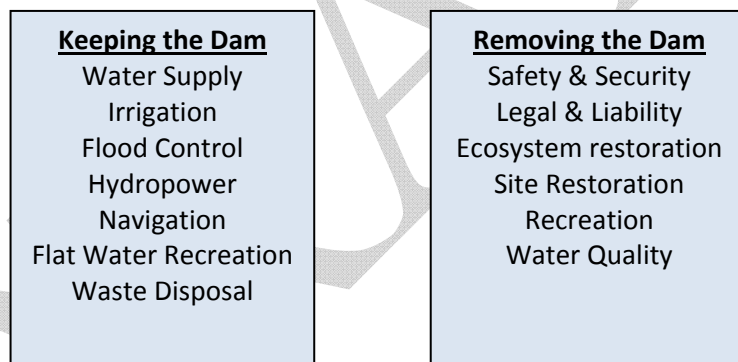 Keeping the Dam
Water Supply
Irrigation
Flood Control
Hydropower
Navigation
Flat Water Recreation
Waste Disposal
Removing the Dam
Safety & Security
Legal & Liability
Ecosystem restoration
Site Restoration
Recreation
Water Quality